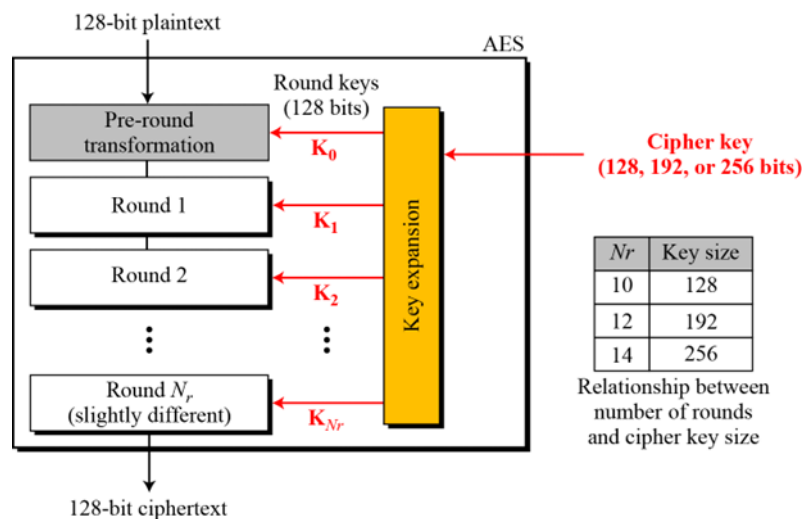 128-bit plaintext
AES
Round keys
(128 bits)
Pre-round
transformation
K0
Cipher key
(128, 192, or 256 bits)
Round 1
K1
Round 2
K2
Key expansion
Nr Key size
10 128
12 192
14 256
Relationship between
number of rounds
and cipher key size
⋮ ⋮
Round Nr
(slightly different)
KNr
128-bit ciphertext